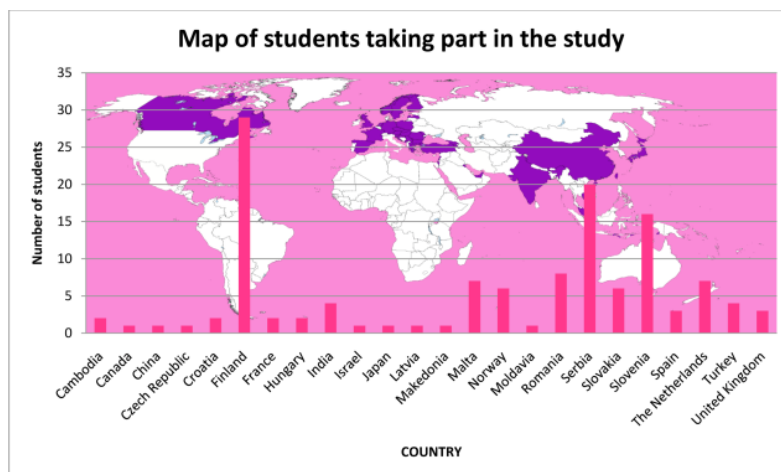 Map of students taking part in the study
Number of students
35
30
25
20
15
10
5
0
Cambodia
Canada
China
Czech Republic
Croatia
Finland
France
Hungary
India
Israel
Japan
Latvia
Makedonia
Malta
Norway
Moldavia
Romania
Serbia
Slovakia
Slovenia
Spain
The Netherlands
Turkey
United Kingdom
COUNTRY